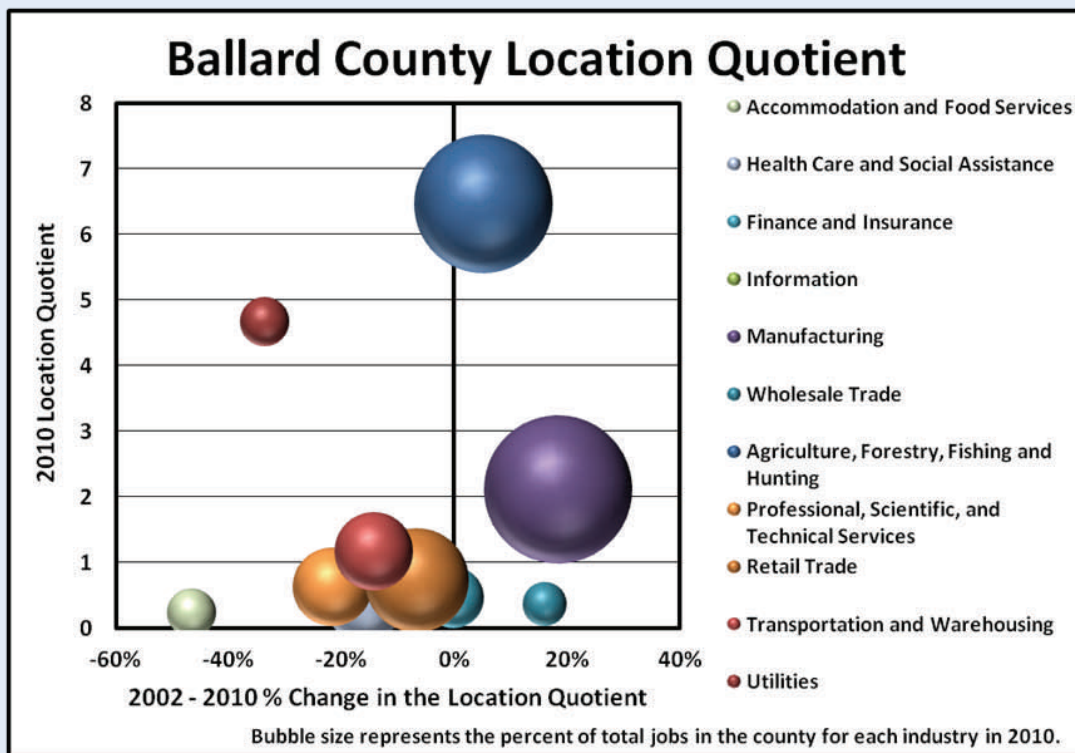 Ballard County Location Quotient
8
7
6
5
4
3
2
1
0
2010 Location Quotient
-60%
-40%
-20%
0%
20%
40%
2002 - 2010 % Change in the Location Quotient
Accommodation and Food Services
Health Care and Social Assistance
Finance and Insurance
Information
Manufacturing
Wholesale Trade
Agriculture, Forestry, Fishing and
Hunting
Professional, Scientific, and
Technical Services
Retail Trade
Transportation and Warehousing
Utilities
Bubble size represents the percent of total jobs in the county for each industry in 2010.